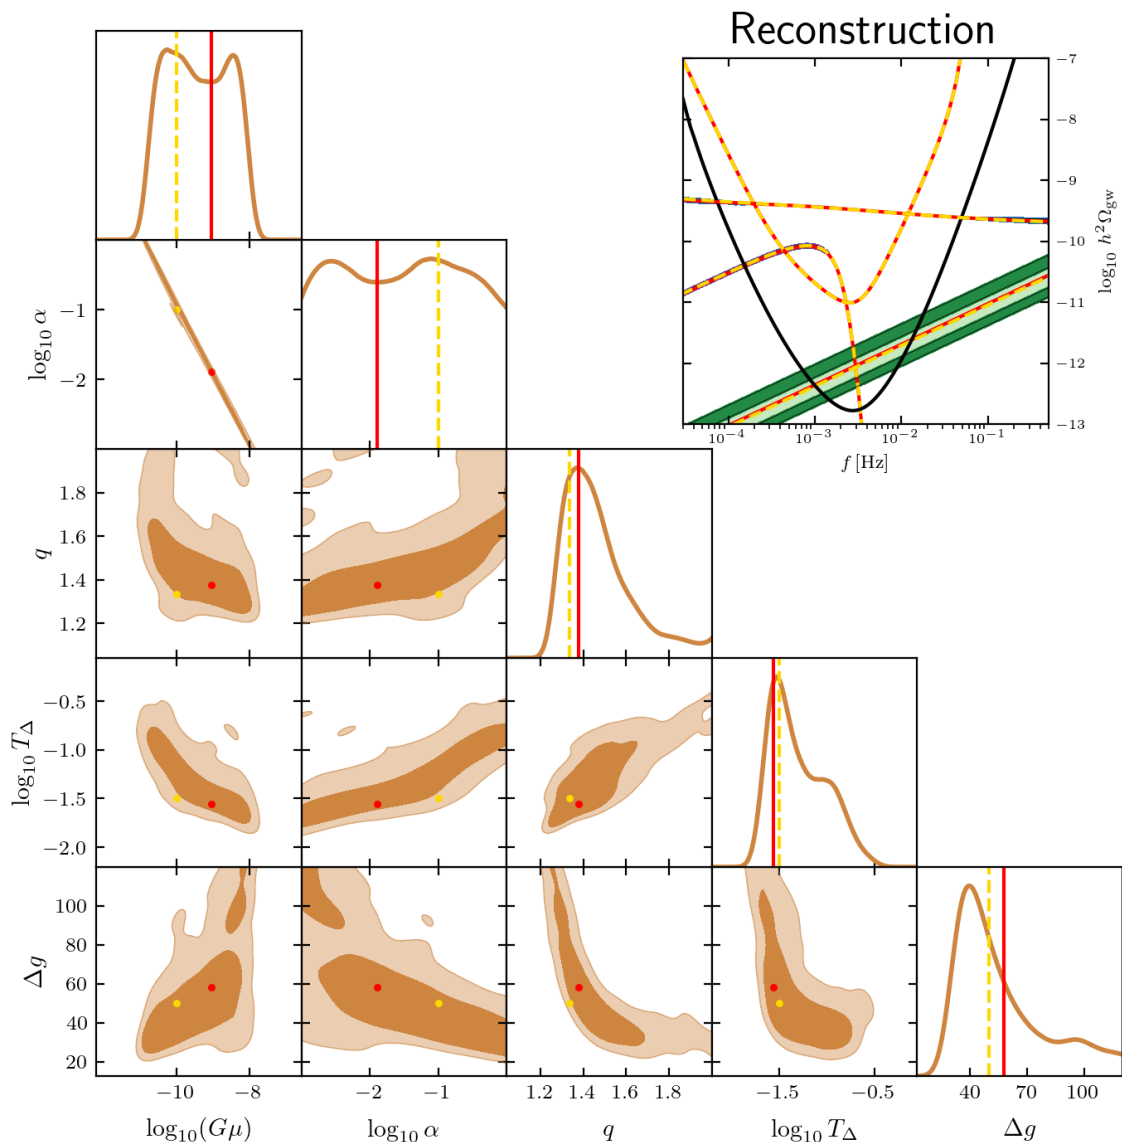 Reconstruction
−7
−8
−9
−10
−11
−12
−13
log₁₀ h²Ω_gw
10⁻⁴ 10⁻³ 10⁻² 10⁻¹
f [Hz]
−1
−2
log₁₀ α
1.8
1.6
1.4
1.2
q
−0.5
−1.0
−1.5
−2.0
log₁₀ T_Δ
100
80
60
40
20
Δg
−10 −8
−2 −1
1.2 1.4 1.6 1.8
−1.5 −0.5
40 70 100
log₁₀(Gμ) log₁₀ α q log₁₀ T_Δ Δg